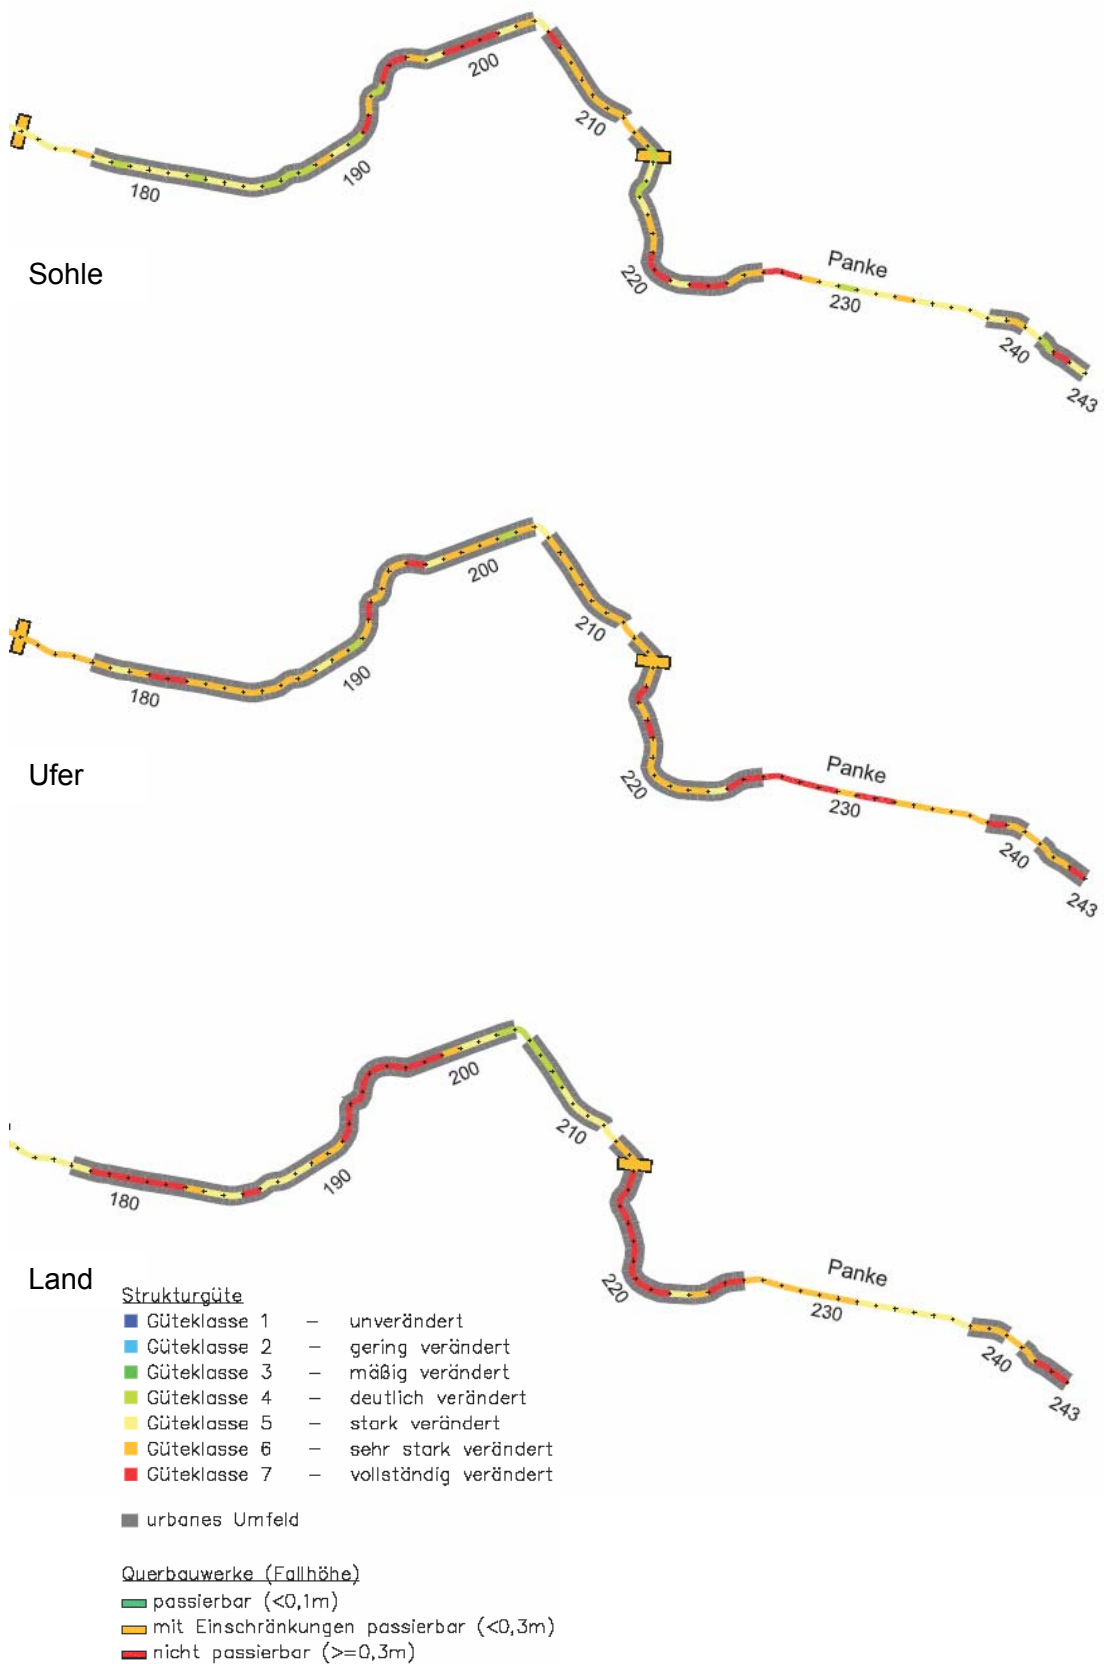 200
210
190
180
Sohle
220
Panke
230
240
243
200
210
190
180
Ufer
220
Panke
230
240
243
200
210
190
180
Land
220
Panke
230
240
243
Strukturgüte
Güteklasse 1 – unverändert
Güteklasse 2 – gering verändert
Güteklasse 3 – mäßig verändert
Güteklasse 4 – deutlich verändert
Güteklasse 5 – stark verändert
Güteklasse 6 – sehr stark verändert
Güteklasse 7 – vollständig verändert
urbanes Umfeld
Querbauwerke (Fallhöhe)
passierbar (<0,1m)
mit Einschränkungen passierbar (<0,3m)
nicht passierbar (>=0,3m)